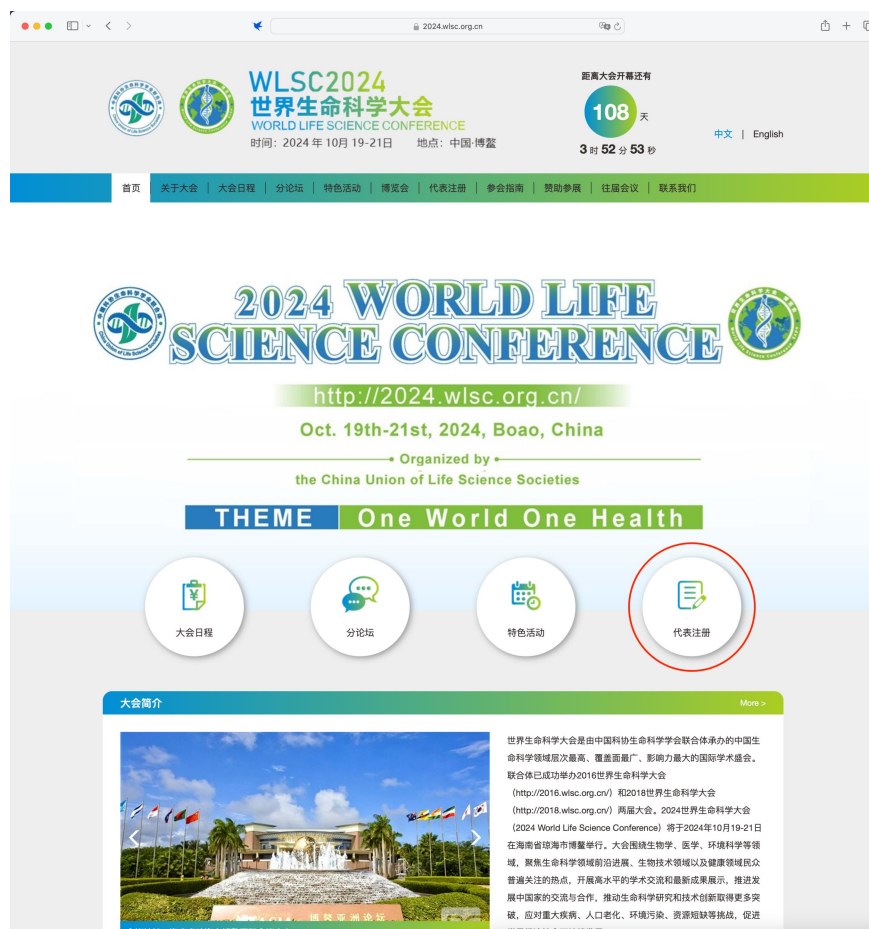 2024.wlsc.org.cn
WLSC2024
世界生命科学大会
WORLD LIFE SCIENCE CONFERENCE
时间：2024 年 10月 19-21日 地点：中国·博鳌
距离大会开幕还有
108 天
3 时 52 分 53 秒
中文 | English
首页 关于大会 | 大会日程 | 分论坛 | 特色活动 | 博览会 | 代表注册 | 参会指南 | 赞助参展 | 往届会议 | 联系我们
2024 WORLD LIFE
SCIENCE CONFERENCE
http://2024.wlsc.org.cn/
Oct. 19th-21st, 2024, Boao, China
Organized by
the China Union of Life Science Societies
THEME One World One Health
大会日程 分论坛 特色活动 代表注册
大会简介 More >
世界生命科学大会是由中国科协生命科学学会联合体承办的中国生
命科学领域层次最高、覆盖面最广、影响力最大的国际学术盛会。
联合体已成功举办2016世界生命科学大会
（http://2016.wlsc.org.cn/）和2018世界生命科学大会
（http://2018.wlsc.org.cn/）两届大会。2024世界生命科学大会
（2024 World Life Science Conference）将于2024年10月19-21日
在海南省琼海市博鳌举行。大会围绕生物学、医学、环境科学等领
域，聚焦生命科学领域前沿进展、生物技术领域以及健康领域民众
普遍关注的热点，开展高水平的学术交流和最新成果展示，推进发
展中国家的交流与合作，推动生命科学研究和技术创新取得更多突
破，应对重大疾病、人口老化、环境污染、资源短缺等挑战，促进
博鳌亚洲论坛